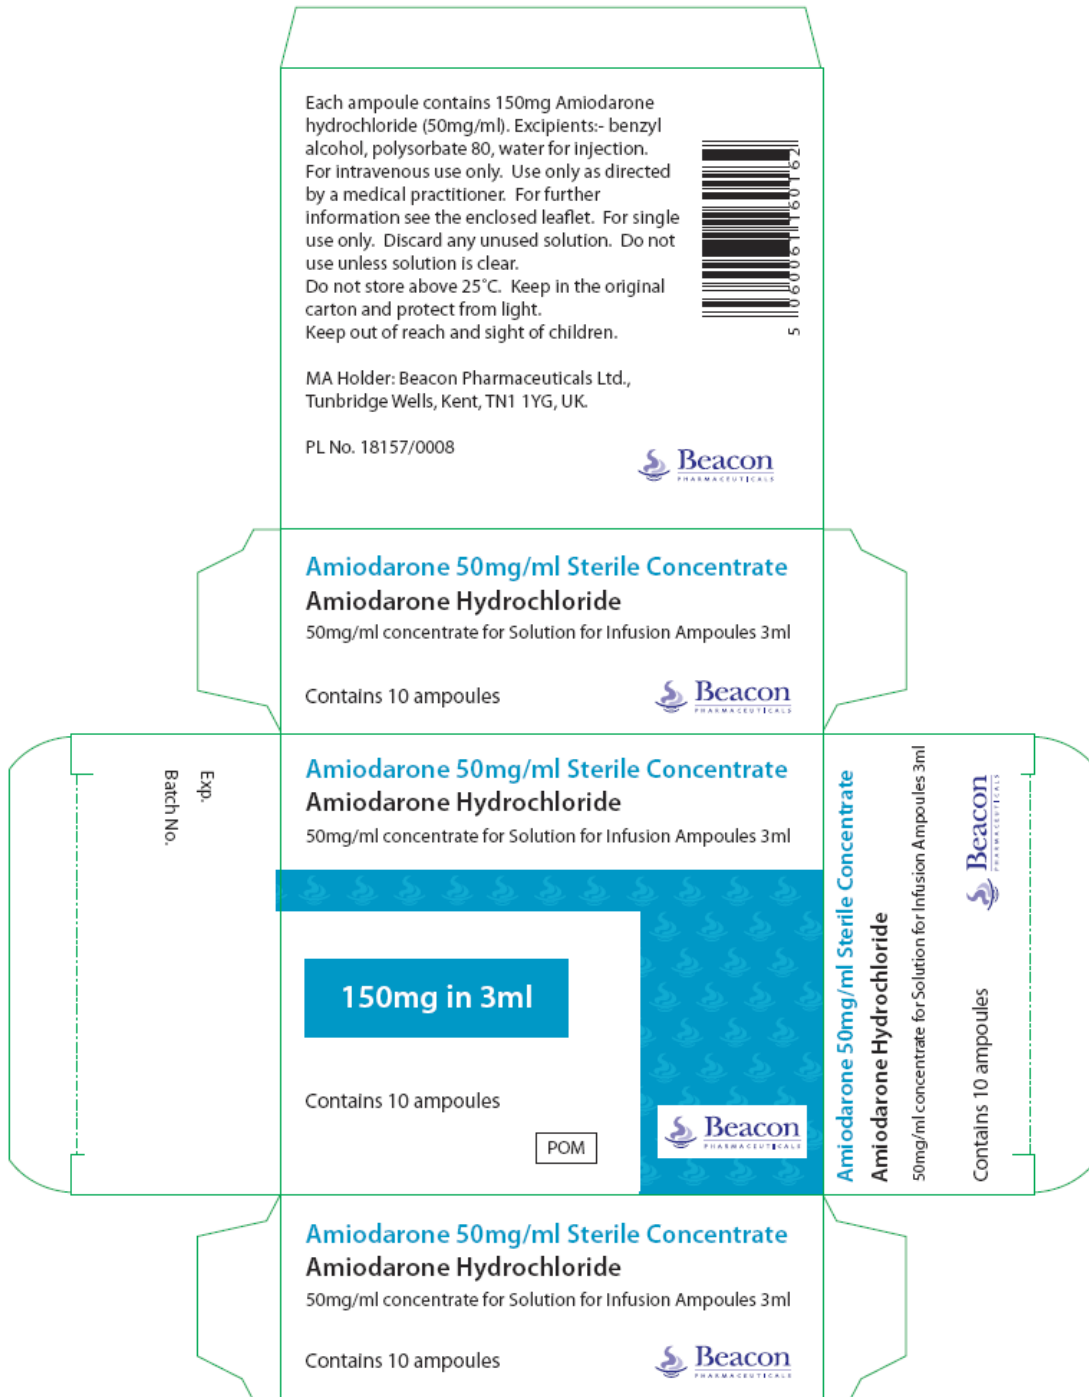 Each ampoule contains 150mg Amiodarone
hydrochloride (50mg/ml). Excipients:- benzyl
alcohol, polysorbate 80, water for injection.
For intravenous use only.  Use only as directed
by a medical practitioner.  For further
information see the enclosed leaflet.  For single
use only.  Discard any unused solution.  Do not
use unless solution is clear.
Do not store above 25°C.  Keep in the original
carton and protect from light.
Keep out of reach and sight of children.
MA Holder: Beacon Pharmaceuticals Ltd.,
Tunbridge Wells, Kent, TN1 1YG, UK.
PL No. 18157/0008
5 060061 160162
Beacon
PHARMACEUTICALS
Amiodarone 50mg/ml Sterile Concentrate
Amiodarone Hydrochloride
50mg/ml concentrate for Solution for Infusion Ampoules 3ml
Contains 10 ampoules
Beacon
PHARMACEUTICALS
Exp.
Batch No.
Amiodarone 50mg/ml Sterile Concentrate
Amiodarone Hydrochloride
50mg/ml concentrate for Solution for Infusion Ampoules 3ml
150mg in 3ml
Contains 10 ampoules
POM
Beacon
PHARMACEUTICALS
Amiodarone 50mg/ml Sterile Concentrate
Amiodarone Hydrochloride
50mg/ml concentrate for Solution for Infusion Ampoules 3ml
Contains 10 ampoules
Beacon
PHARMACEUTICALS
Amiodarone 50mg/ml Sterile Concentrate
Amiodarone Hydrochloride
50mg/ml concentrate for Solution for Infusion Ampoules 3ml
Contains 10 ampoules
Beacon
PHARMACEUTICALS